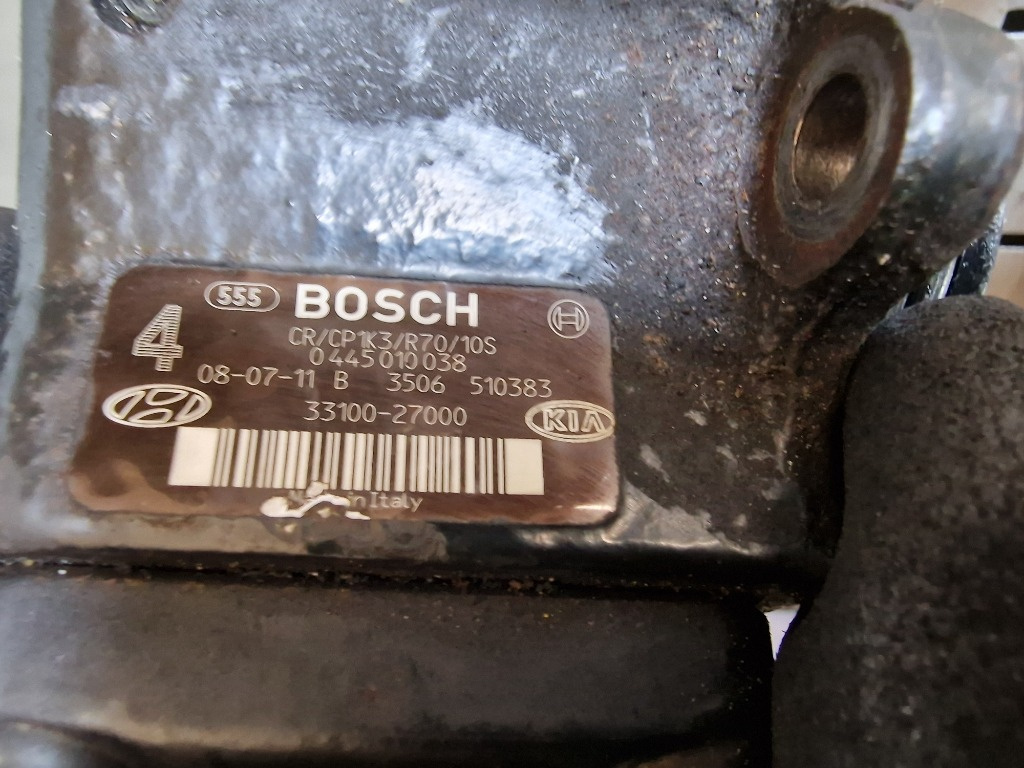 555 BOSCH
4
CR/CP1K3/R70/10S
0 445 010 038
08-07-11 B 3506 510383
33100-27000
KIA
in Italy